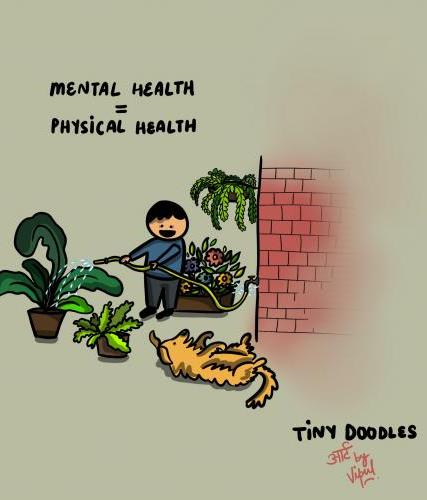 MENTAL HEALTH
=
PHYSICAL HEALTH
TiNY DOODLES
आर्ट by
Vipul.